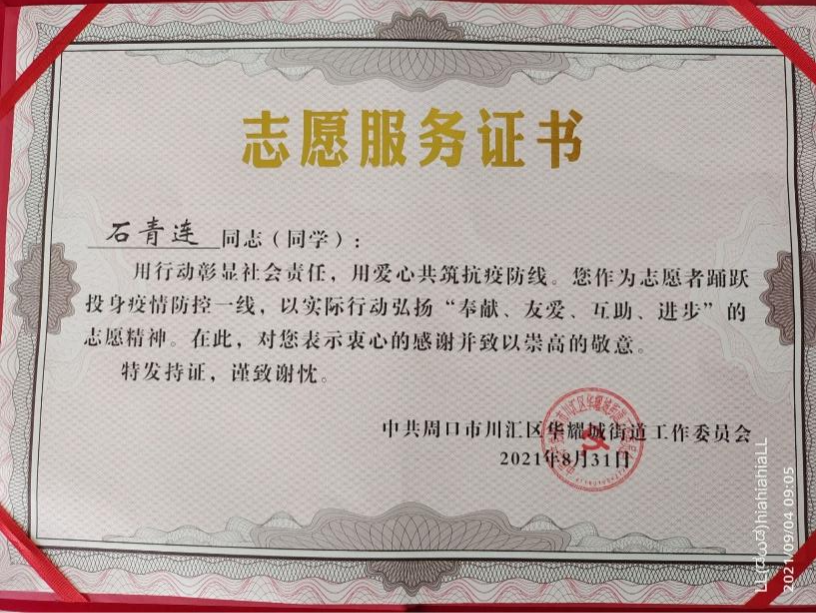 志愿服务证书
石青连 同志（同学）：
用行动彰显社会责任，用爱心共筑抗疫防线。您作为志愿者踊跃
投身疫情防控一线，以实际行动弘扬“奉献、友爱、互助、进步”的
志愿精神。在此，对您表示衷心的感谢并致以崇高的敬意。
特发持证，谨致谢忱。
中共周口市川汇区华耀城街道工作委员会
2021年8月31日
2021/09/04 09:05